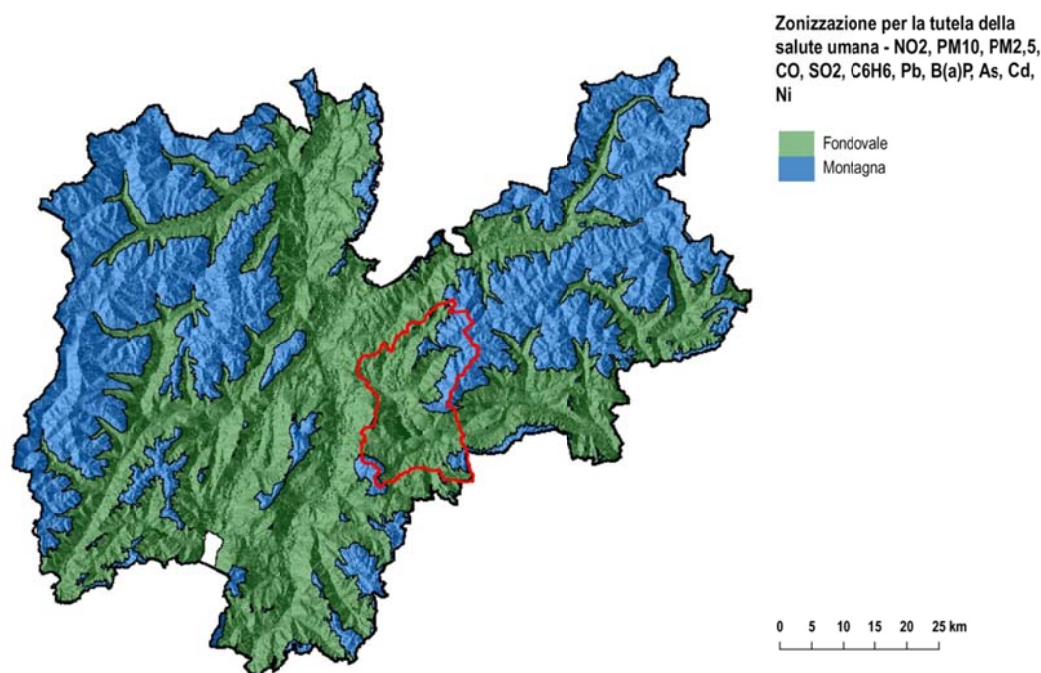 Zonizzazione per la tutela della
salute umana - NO2, PM10, PM2,5,
CO, SO2, C6H6, Pb, B(a)P, As, Cd,
Ni
Fondovale
Montagna
0 5 10 15 20 25 km